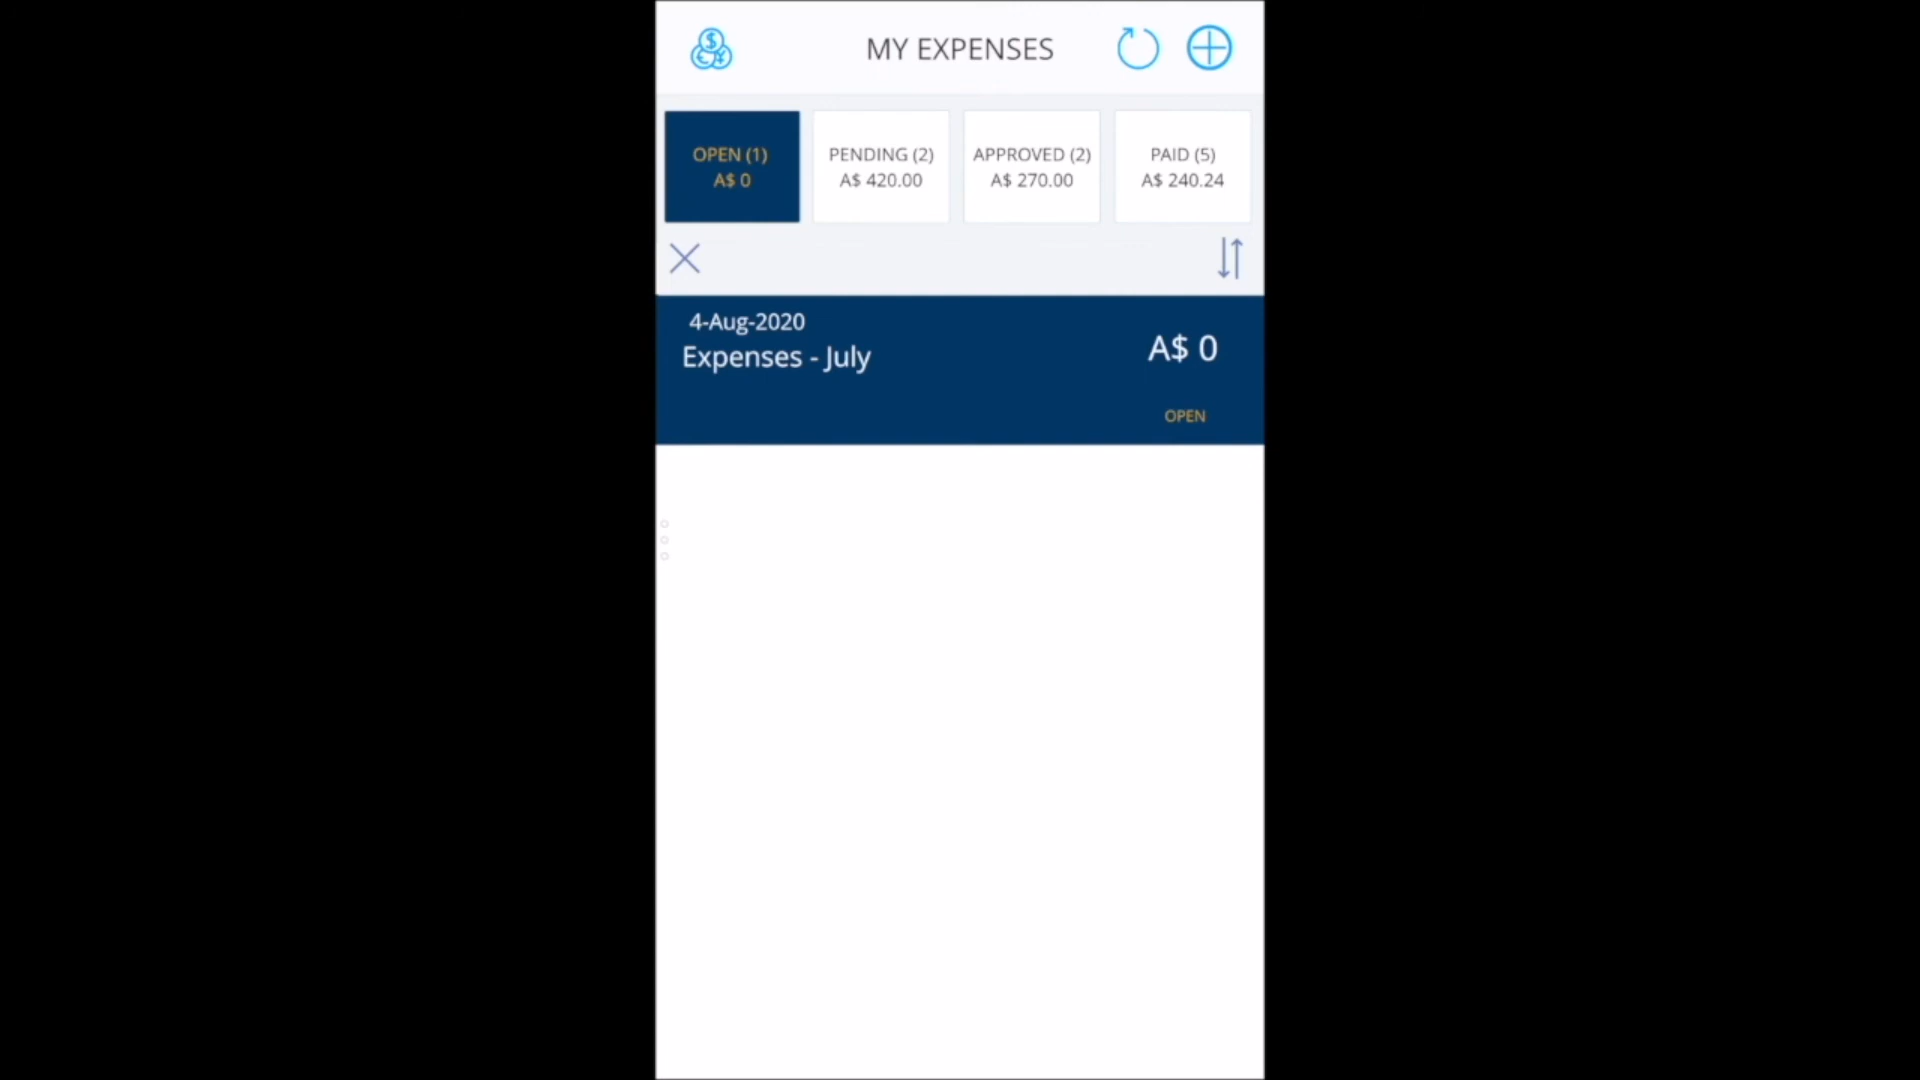 MY EXPENSES
OPEN (1)
A$ 0
PENDING (2)
A$ 420.00
APPROVED (2)
A$ 270.00
PAID (5)
A$ 240.24
4-Aug-2020
Expenses - July
A$ 0
OPEN